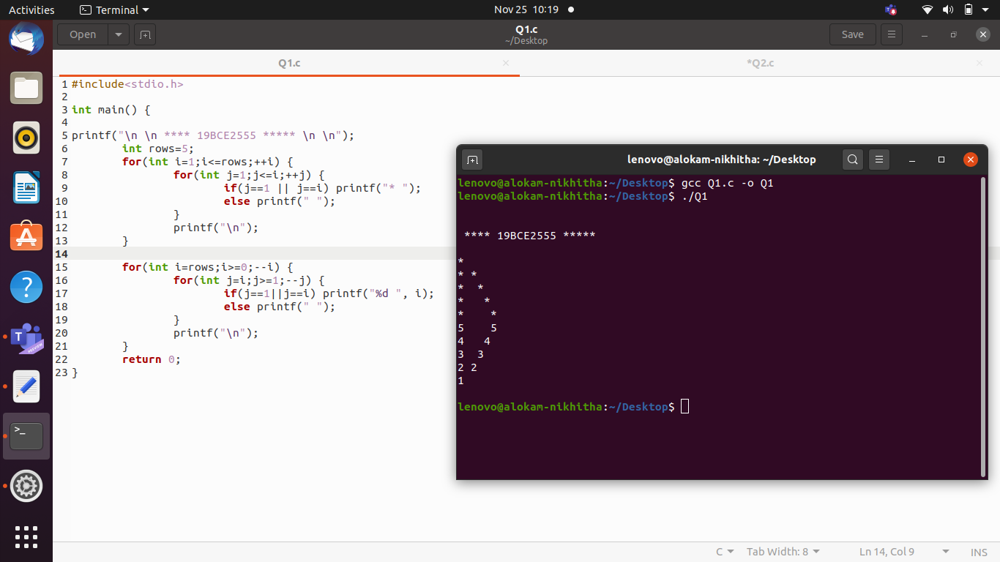 Activities Terminal Nov 25 10:19
Open Q1.c Save
~/Desktop
Q1.c *Q2.c
1 #include<stdio.h>
2
3 int main() {
4
5 printf("\n \n **** 19BCE2555 ***** \n \n");
6         int rows=5;
7         for(int i=1;i<=rows;++i) {
8                 for(int j=1;j<=i;++j) {
9                         if(j==1 || j==i) printf("* ");
10                         else printf(" ");
11                 }
12                 printf("\n");
13         }
14
15         for(int i=rows;i>=0;--i) {
16                 for(int j=i;j>=1;--j) {
17                         if(j==1||j==i) printf("%d ", i);
18                         else printf(" ");
19                 }
20                 printf("\n");
21         }
22         return 0;
23 }
lenovo@alokam-nikhitha: ~/Desktop
lenovo@alokam-nikhitha:~/Desktop$ gcc Q1.c -o Q1
lenovo@alokam-nikhitha:~/Desktop$ ./Q1
**** 19BCE2555 *****
*
* *
*  *
*   *
*    *
5    5
4   4
3  3
2 2
1
lenovo@alokam-nikhitha:~/Desktop$
C Tab Width: 8 Ln 14, Col 9 INS